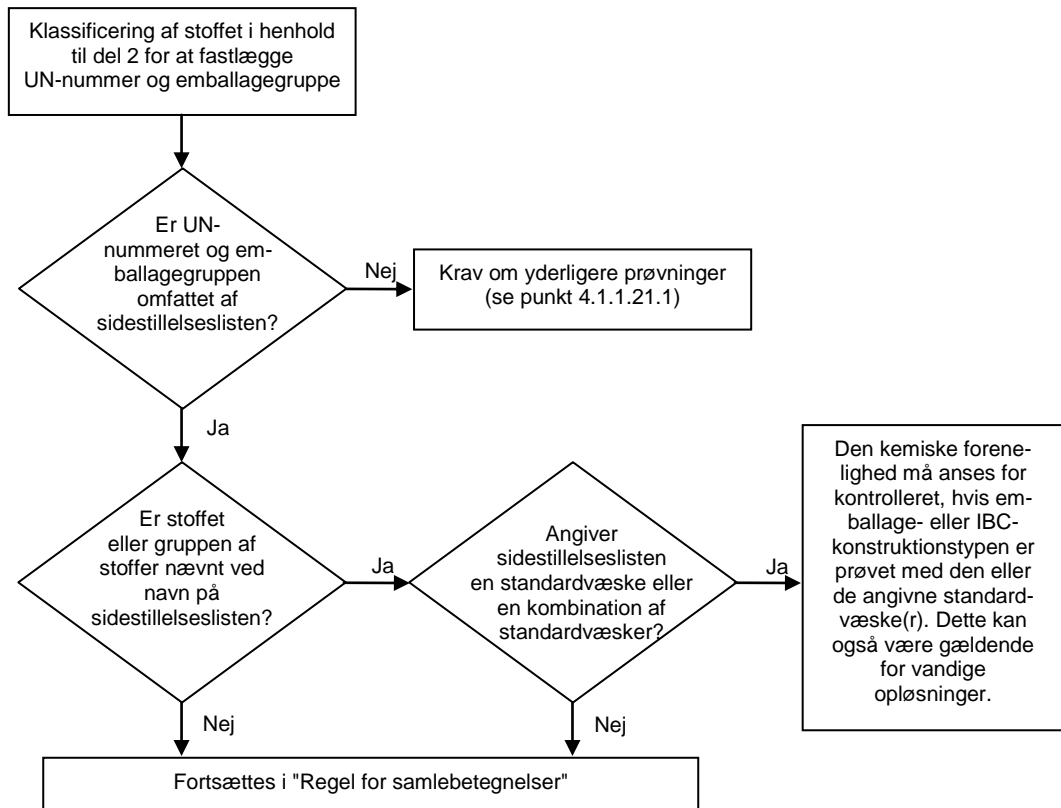 Klassificering af stoffet i henhold
til del 2 for at fastlægge
UN-nummer og emballagegruppe
Er UN-
nummeret og em-
ballagegruppen
omfattet af
sidestillelseslisten?
Nej
Krav om yderligere prøvninger
(se punkt 4.1.1.21.1)
Ja
Er stoffet
eller gruppen af
stoffer nævnt ved
navn på
sidestillelseslisten?
Ja
Angiver
sidestillelseslisten
en standardvæske eller
en kombination af
standardvæsker?
Ja
Den kemiske forene-
lighed må anses for
kontrolleret, hvis em-
ballage- eller IBC-
konstruktionstypen er
prøvet med den eller
de angivne standard-
væske(r). Dette kan
også være gældende
for vandige
opløsninger.
Nej
Nej
Fortsættes i "Regel for samlebetegnelser"